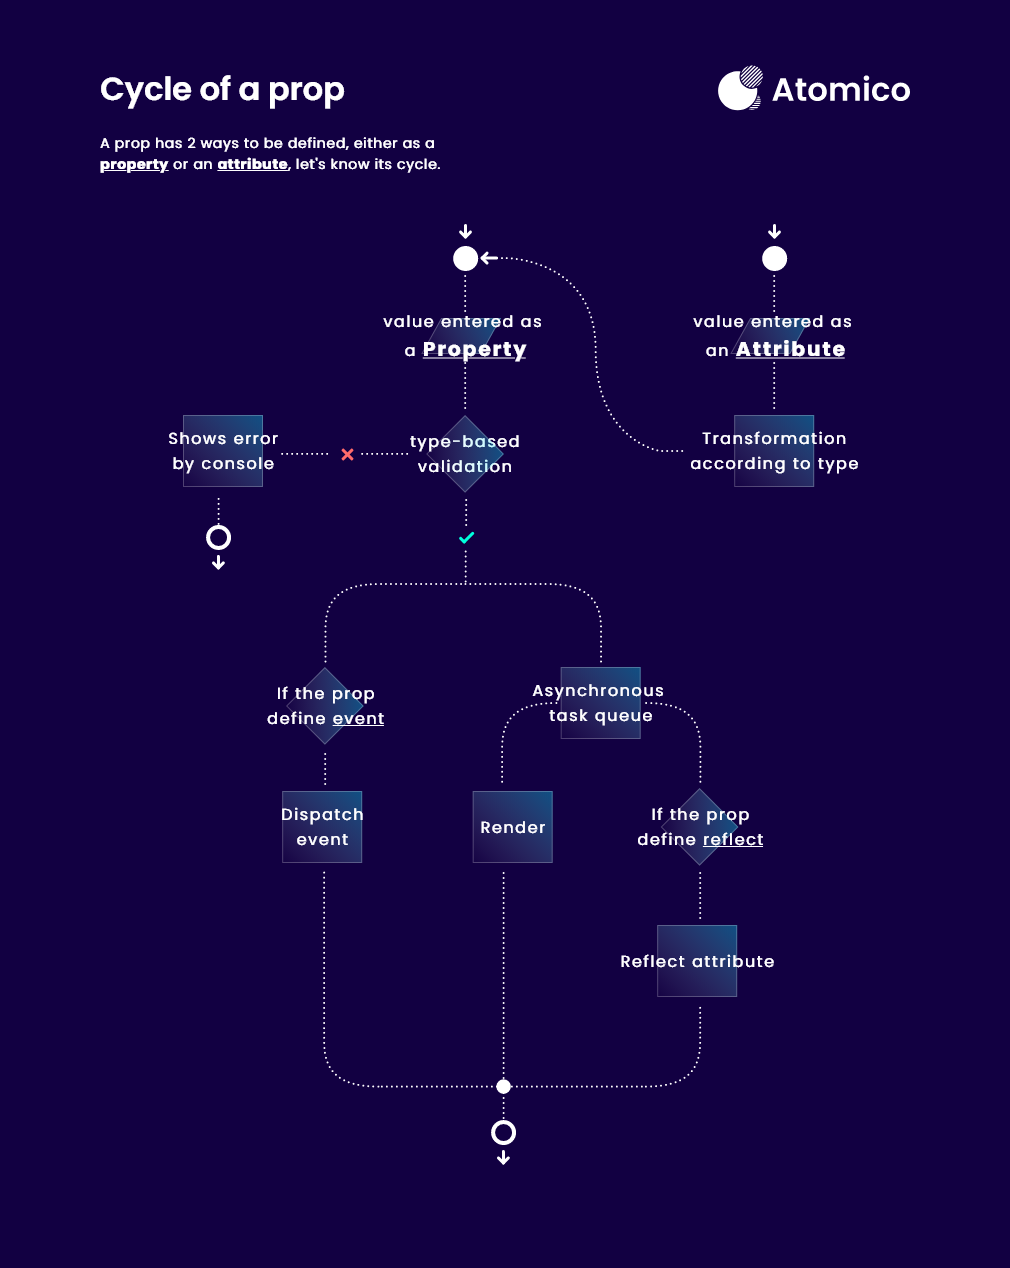 Cycle of a prop
Atomico
A prop has 2 ways to be defined, either as a
property or an attribute, let's know its cycle.
value entered as
a Property
value entered as
an Attribute
Shows error
by console
type-based
validation
Transformation
according to type
If the prop
define event
Asynchronous
task queue
Dispatch
event
Render
If the prop
define reflect
Reflect attribute